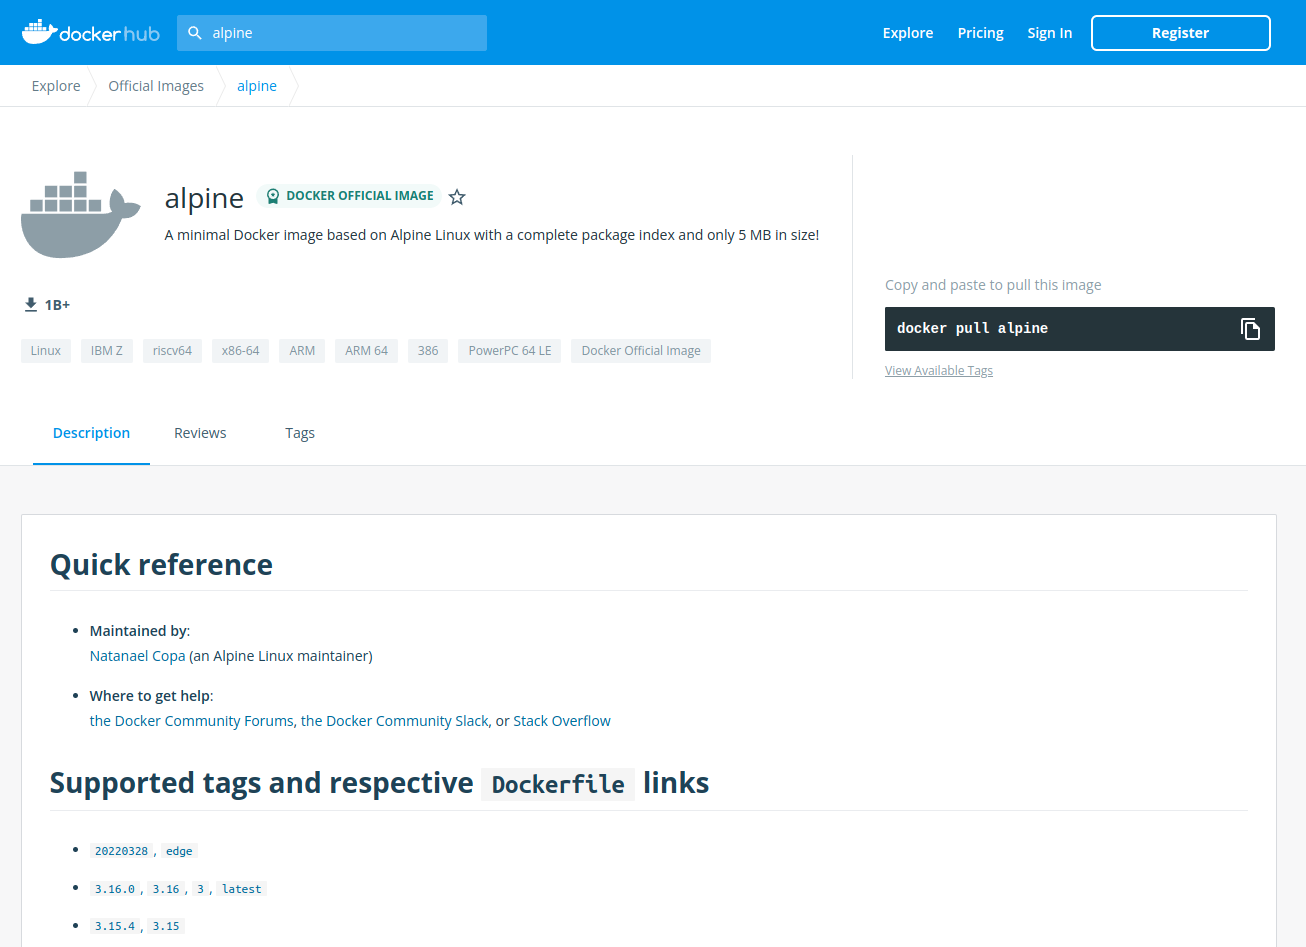 docker hub
alpine
Explore
Pricing
Sign In
Register
Explore
Official Images
alpine
alpine
DOCKER OFFICIAL IMAGE
A minimal Docker image based on Alpine Linux with a complete package index and only 5 MB in size!
1B+
Linux
IBM Z
riscv64
x86-64
ARM
ARM 64
386
PowerPC 64 LE
Docker Official Image
Copy and paste to pull this image
docker pull alpine
View Available Tags
Description
Reviews
Tags
Quick reference
Maintained by:
Natanael Copa (an Alpine Linux maintainer)
Where to get help:
the Docker Community Forums, the Docker Community Slack, or Stack Overflow
Supported tags and respective Dockerfile links
20220328, edge
3.16.0, 3.16, 3, latest
3.15.4, 3.15